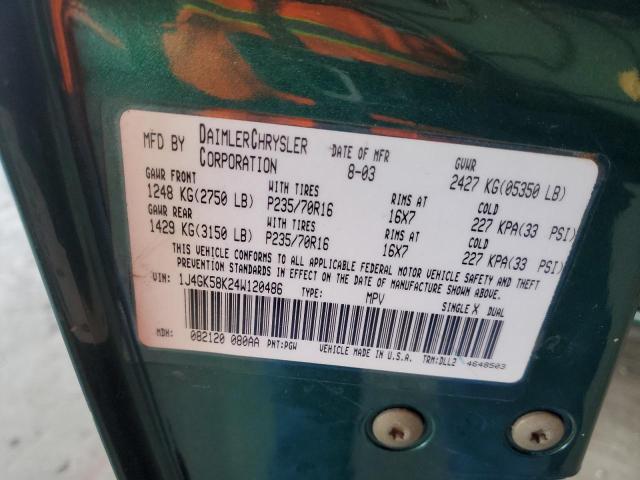 MFD BY DAIMLERCHRYSLER CORPORATION DATE OF MFR 8-03 GVWR 2427 KG(05350 LB)
GAWR FRONT WITH TIRES RIMS AT COLD
1248 KG(2750 LB) P235/70R16 16X7 227 KPA(33 PSI)
GAWR REAR WITH TIRES RIMS AT COLD
1429 KG(3150 LB) P235/70R16 16X7 227 KPA(33 PSI)
THIS VEHICLE CONFORMS TO ALL APPLICABLE FEDERAL MOTOR VEHICLE SAFETY AND THEFT
PREVENTION STANDARDS IN EFFECT ON THE DATE OF MANUFACTURE SHOWN ABOVE.
VIN: 1J4GK58K24W120486 TYPE: MPV SINGLE X DUAL
MDH: 082120 080AA PNT:PGW VEHICLE MADE IN U.S.A. TRM:DLL2 4648503